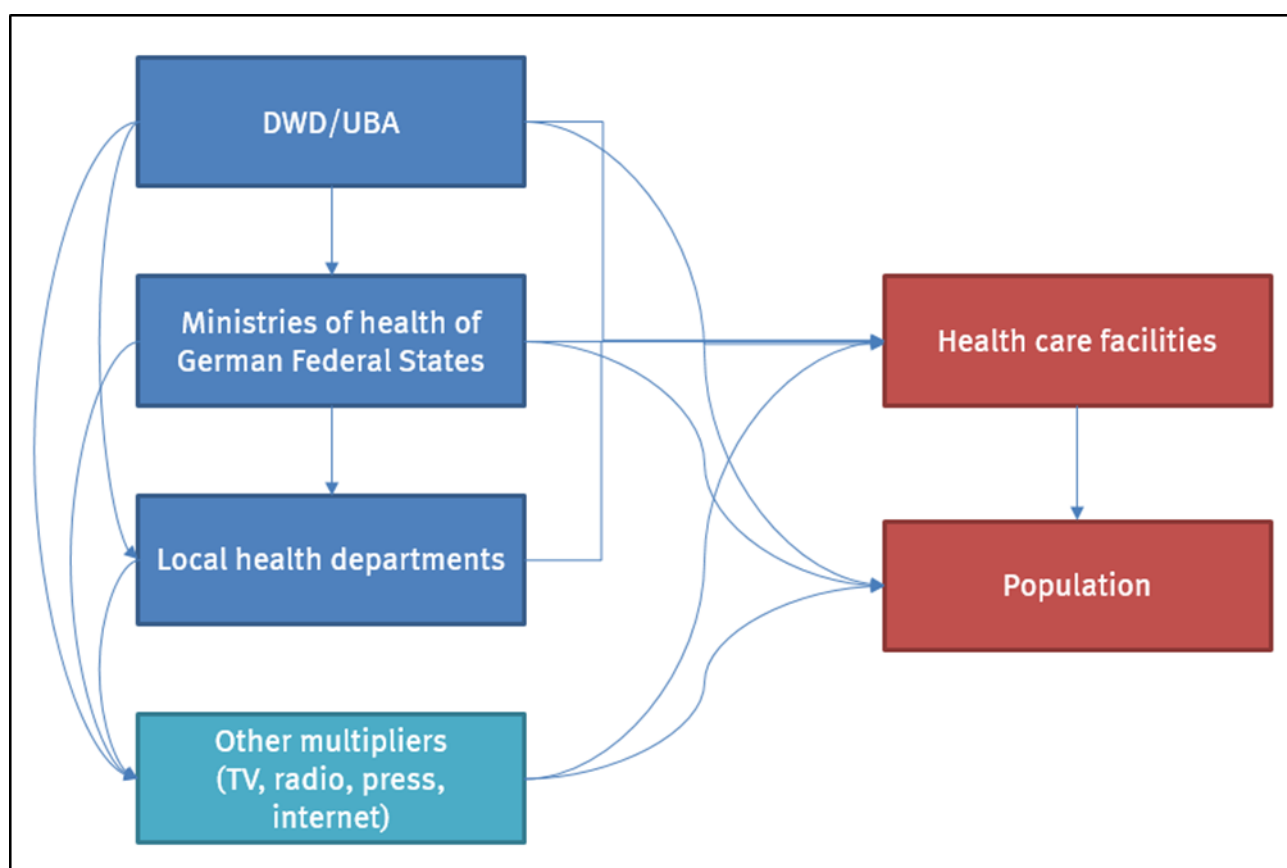 DWD/UBA
Ministries of health of
German Federal States
Health care facilities
Local health departments
Population
Other multipliers
(TV, radio, press,
internet)